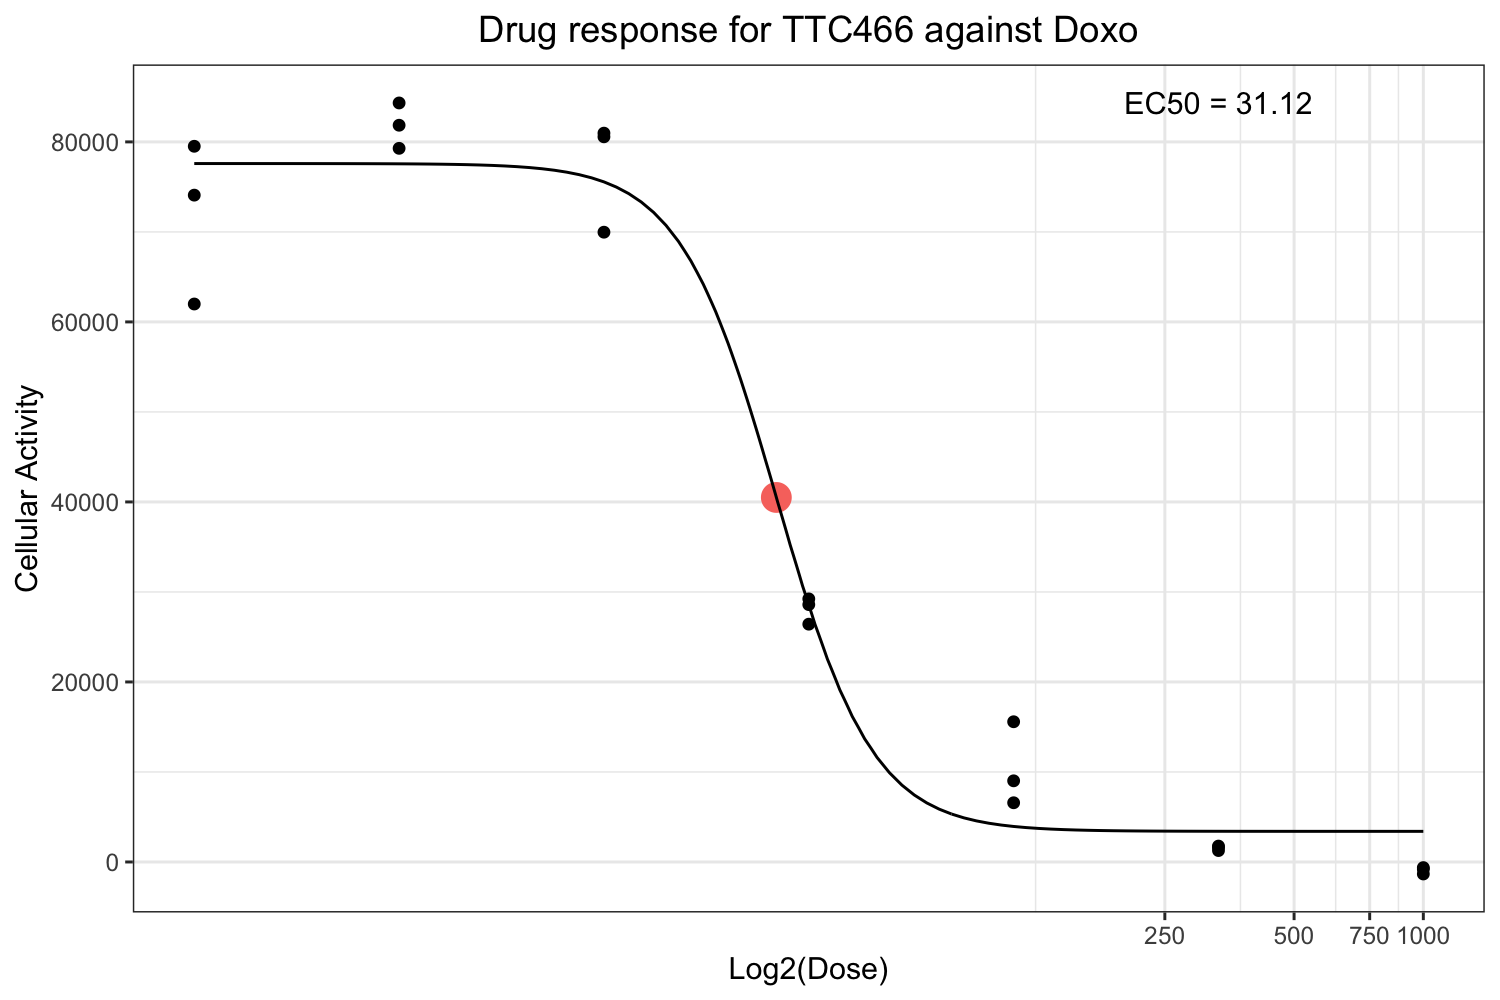 Drug response for TTC466 against Doxo
EC50 = 31.12
Cellular Activity
80000
60000
40000
20000
0
250 500 750 1000
Log2(Dose)